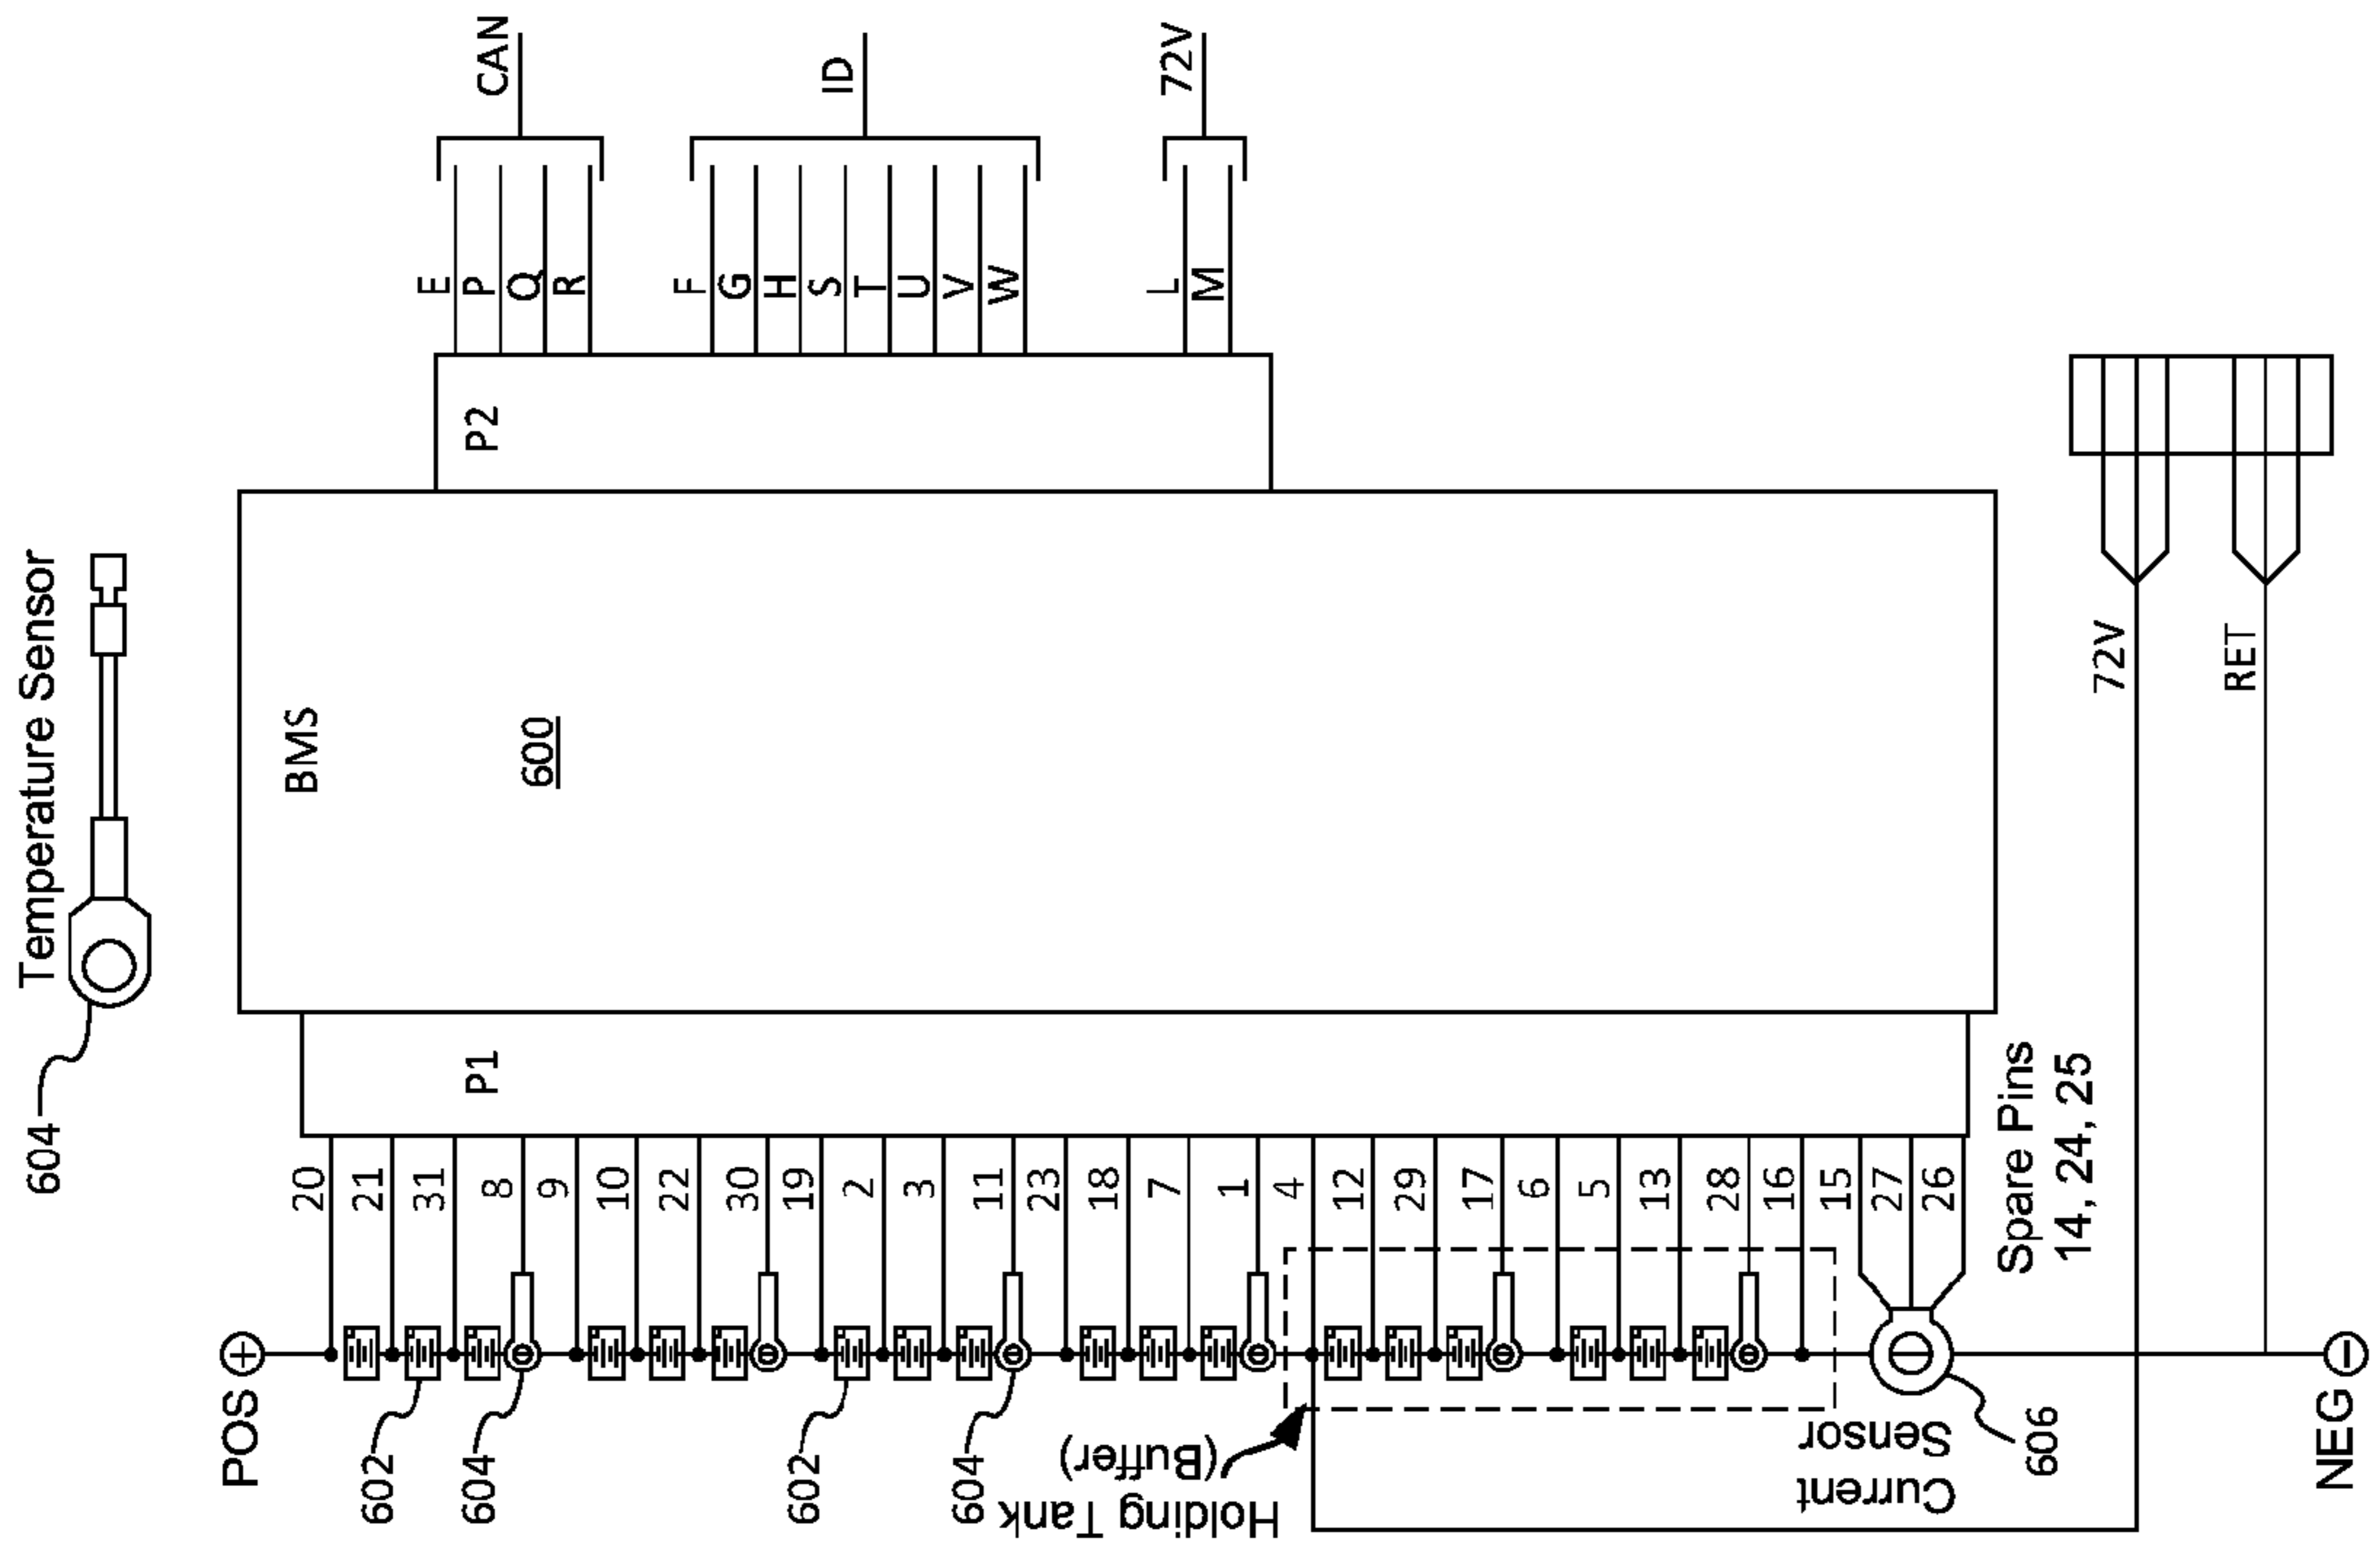 Temperature Sensor
604
BMS
600
P1
P2
CAN
E
P
Q
R
ID
F
G
H
S
T
U
V
W
72V
L
M
20
21
31
8
9
10
22
30
19
2
3
11
23
18
7
1
4
12
29
17
6
5
13
28
16
15
27
26
Spare Pins
14, 24, 25
POS
602
604
602
604
Holding Tank
(Buffer)
Current
Sensor
606
NEG
72V
RET